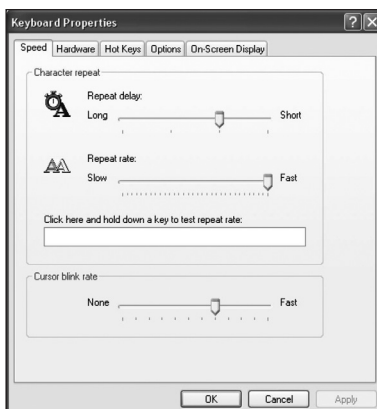 Keyboard Properties
Speed Hardware Hot Keys Options On-Screen Display
Character repeat
Repeat delay:
Long Short
Repeat rate:
Slow Fast
Click here and hold down a key to test repeat rate:
Cursor blink rate
None Fast
OK Cancel Apply